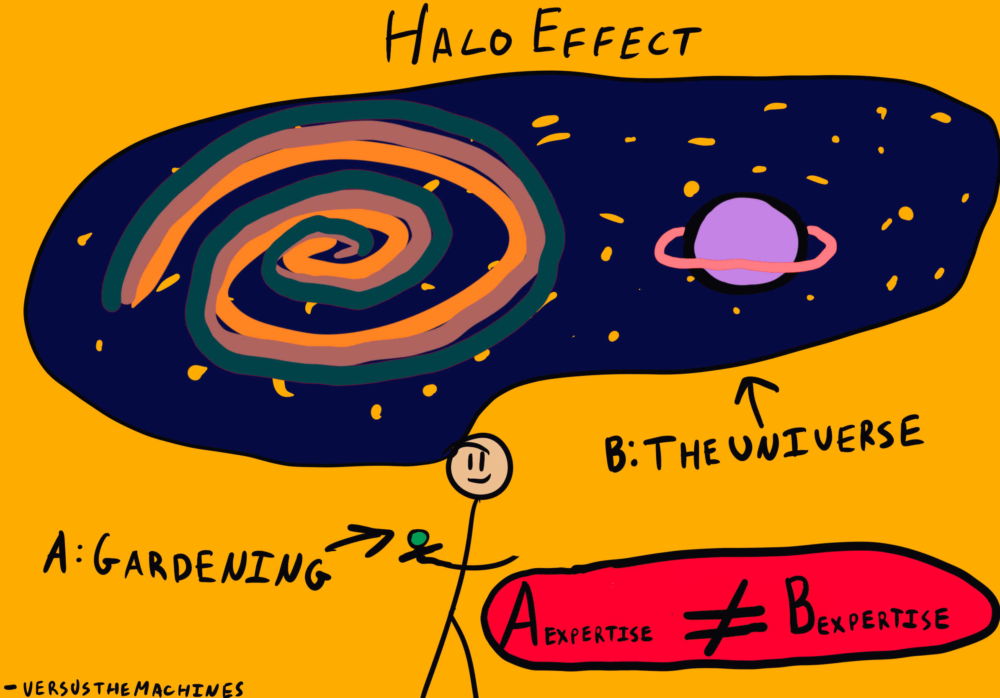 HALO EFFECT
B: THE UNIVERSE
A: GARDENING
A EXPERTISE ≠ B EXPERTISE
- VERSUSTHEMACHINES